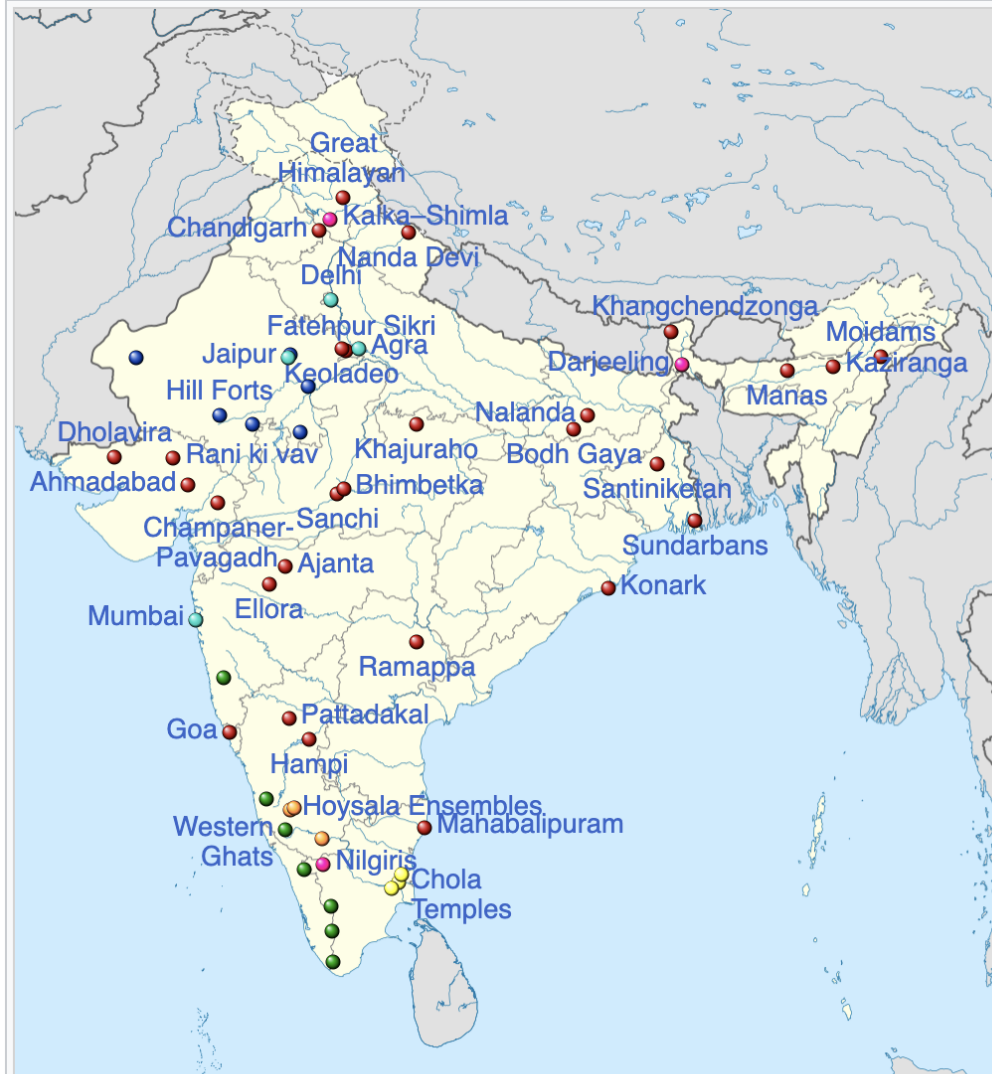 Great
Himalayan
Kalka–Shimla
Chandigarh
Nanda Devi
Delhi
Khangchendzonga
Fatehpur Sikri
Moidams
Jaipur
Agra
Darjeeling
Kaziranga
Keoladeo
Hill Forts
Manas
Nalanda
Dholavira
Rani ki vav
Khajuraho
Bodh Gaya
Ahmadabad
Bhimbetka
Santiniketan
Champaner-
Pavagadh
Sanchi
Sundarbans
Ajanta
Konark
Ellora
Mumbai
Ramappa
Pattadakal
Goa
Hampi
Hoysala Ensembles
Western
Ghats
Mahabalipuram
Nilgiris
Chola
Temples